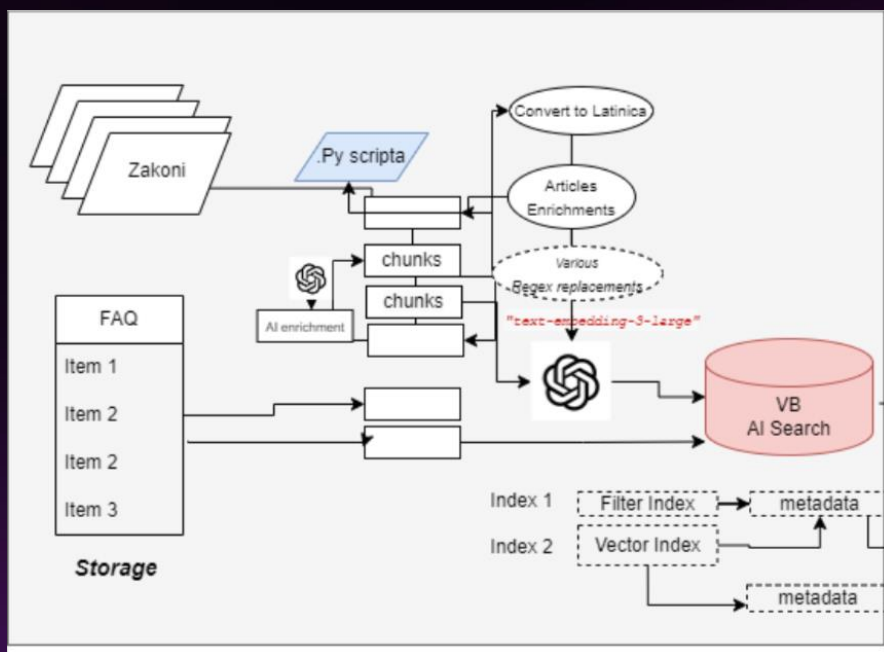 Zakoni
.Py scripta
Convert to Latinica
Articles
Enrichments
Various
Regex replacements
"text-embedding-3-large"
chunks
chunks
AI enrichment
FAQ
Item 1
Item 2
Item 2
Item 3
Storage
VB
AI Search
Index 1
Filter Index
metadata
Index 2
Vector Index
metadata